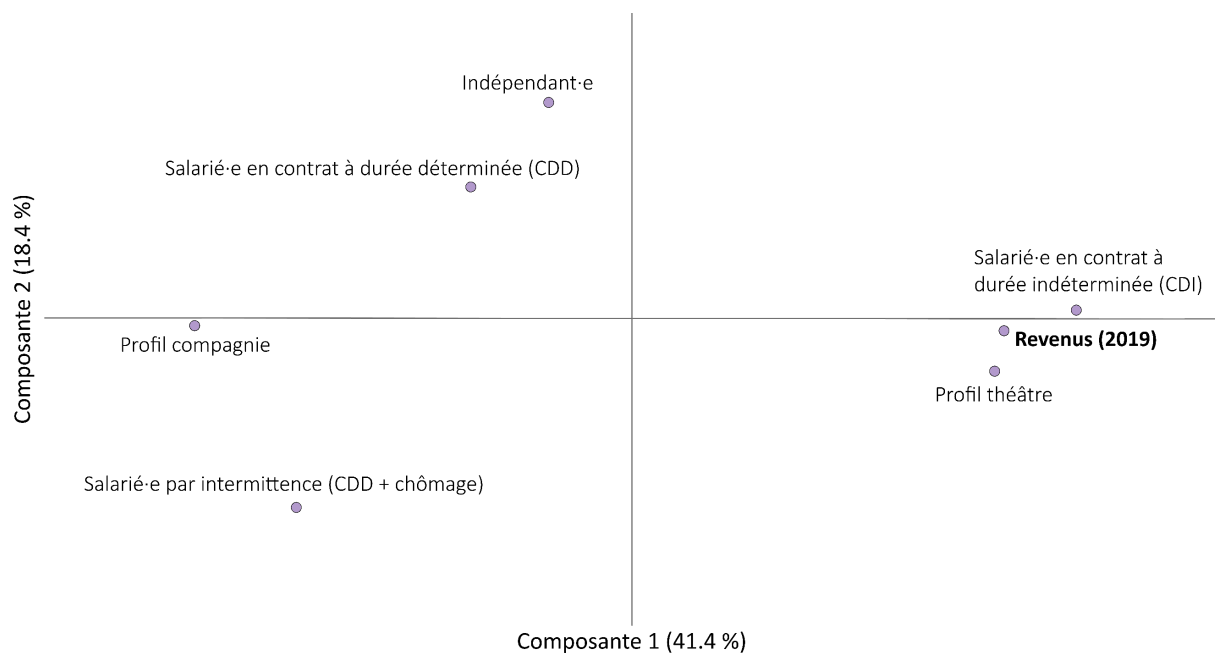 Indépendant·e
Salarié·e en contrat à durée déterminée (CDD)
Composante 2 (18.4 %)
Salarié·e en contrat à
durée indéterminée (CDI)
Revenus (2019)
Profil compagnie
Profil théâtre
Salarié·e par intermittence (CDD + chômage)
Composante 1 (41.4 %)